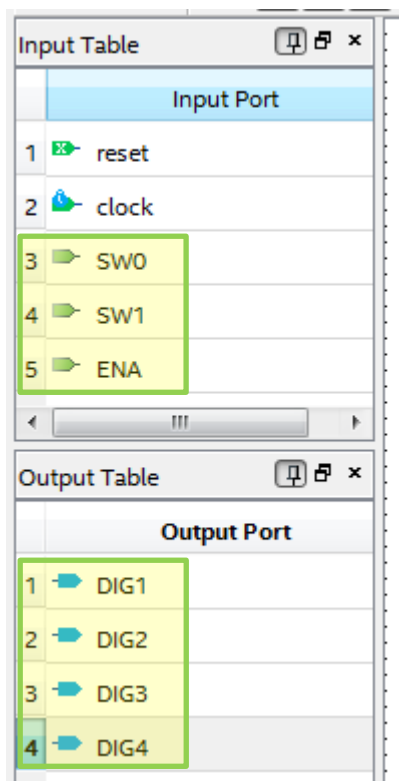 Input Table
Input Port
1 reset
2 clock
3 SW0
4 SW1
5 ENA
Output Table
Output Port
1 DIG1
2 DIG2
3 DIG3
4 DIG4